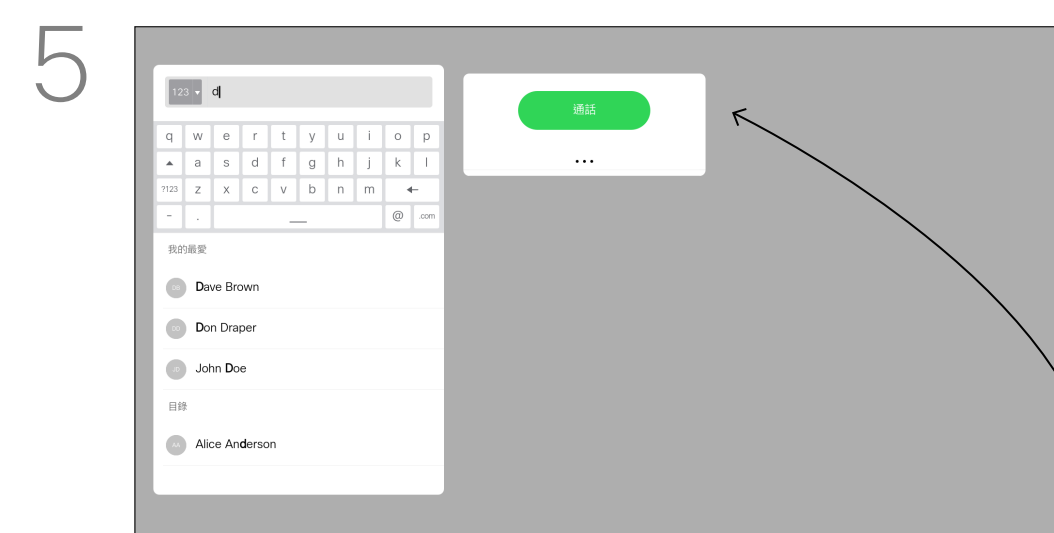 5
123 d
通話
q w e r t y u i o p
a s d f g h j k l
?123 z x c v b n m
- . @ .com
...
我的最愛
DB Dave Brown
DD Don Draper
JD John Doe
目錄
AA Alice Anderson